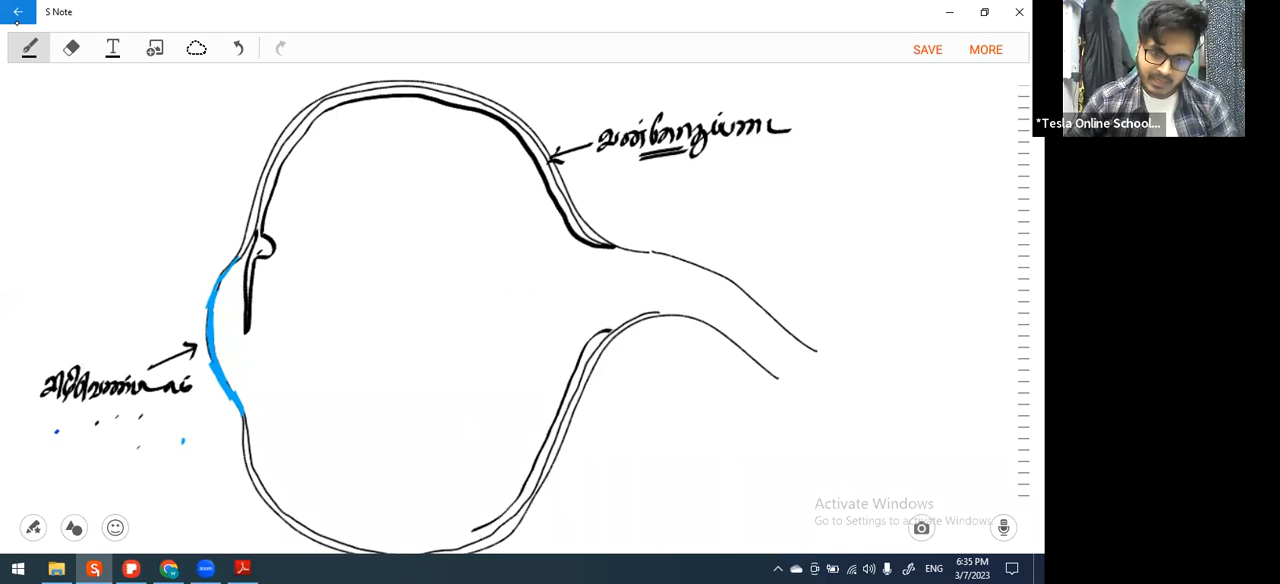 S Note
SAVE
MORE
*Tesla Online School...
வன்கோதுப்படை
விழிவெண்படலம்
Activate Windows
Go to Settings to activate Windows.
6:35 PM
ENG
3/7/2023